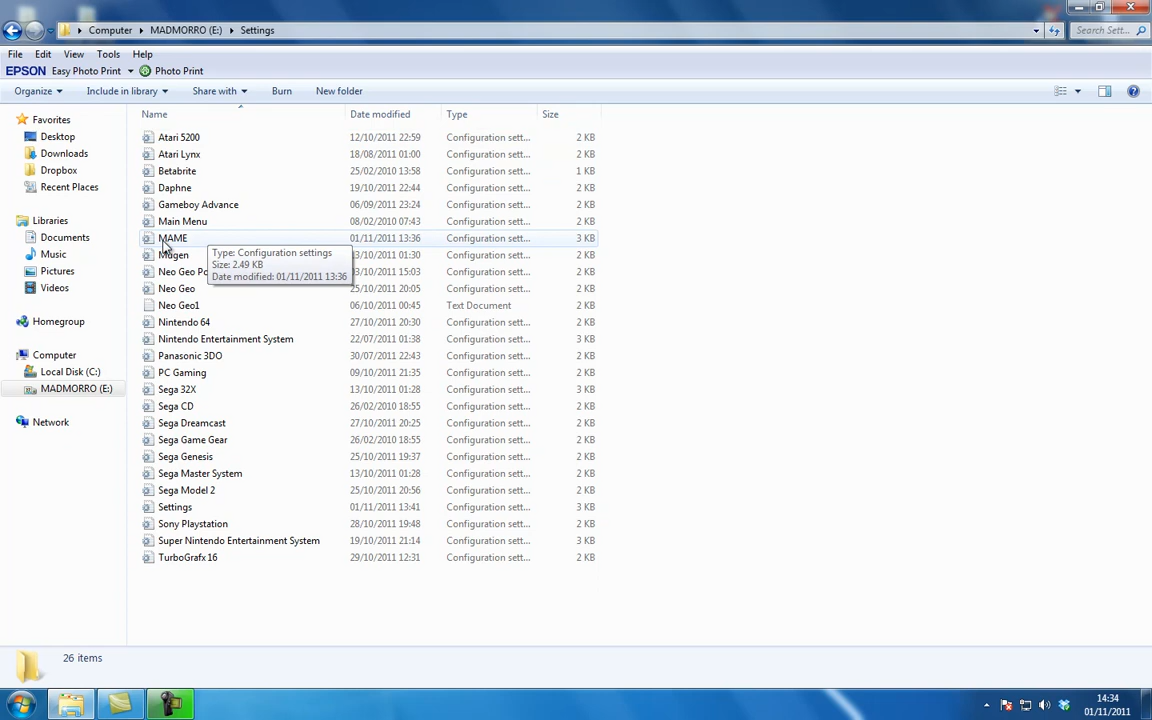 Computer ▸ MADMORRO (E:) ▸ Settings
Search Sett...
File Edit View Tools Help
EPSON Easy Photo Print Photo Print
Organize Include in library Share with Burn New folder
Name Date modified Type Size
Favorites
Desktop
Downloads
Dropbox
Recent Places
Libraries
Documents
Music
Pictures
Videos
Homegroup
Computer
Local Disk (C:)
MADMORRO (E:)
Network
Atari 5200 12/10/2011 22:59 Configuration sett... 2 KB
Atari Lynx 18/08/2011 01:00 Configuration sett... 2 KB
Betabrite 25/02/2010 13:58 Configuration sett... 1 KB
Daphne 19/10/2011 22:44 Configuration sett... 2 KB
Gameboy Advance 06/09/2011 23:24 Configuration sett... 2 KB
Main Menu 08/02/2010 07:43 Configuration sett... 2 KB
MAME 01/11/2011 13:36 Configuration sett... 3 KB
Mugen 3/10/2011 01:30 Configuration sett... 2 KB
Type: Configuration settings
Size: 2.49 KB
Date modified: 01/11/2011 13:36
Neo Geo Po 03/2011 15:03 Configuration sett... 2 KB
Neo Geo 25/10/2011 20:05 Configuration sett... 2 KB
Neo Geo1 06/10/2011 00:45 Text Document 2 KB
Nintendo 64 27/10/2011 20:30 Configuration sett... 2 KB
Nintendo Entertainment System 22/07/2011 01:38 Configuration sett... 3 KB
Panasonic 3DO 30/07/2011 22:43 Configuration sett... 2 KB
PC Gaming 09/10/2011 21:35 Configuration sett... 2 KB
Sega 32X 13/10/2011 01:28 Configuration sett... 3 KB
Sega CD 26/02/2010 18:55 Configuration sett... 2 KB
Sega Dreamcast 27/10/2011 20:25 Configuration sett... 2 KB
Sega Game Gear 26/02/2010 18:55 Configuration sett... 2 KB
Sega Genesis 25/10/2011 19:37 Configuration sett... 2 KB
Sega Master System 13/10/2011 01:28 Configuration sett... 2 KB
Sega Model 2 25/10/2011 20:56 Configuration sett... 2 KB
Settings 01/11/2011 13:41 Configuration sett... 3 KB
Sony Playstation 28/10/2011 19:48 Configuration sett... 2 KB
Super Nintendo Entertainment System 19/10/2011 21:14 Configuration sett... 3 KB
TurboGrafx 16 29/10/2011 12:31 Configuration sett... 2 KB
26 items
14:34
01/11/2011